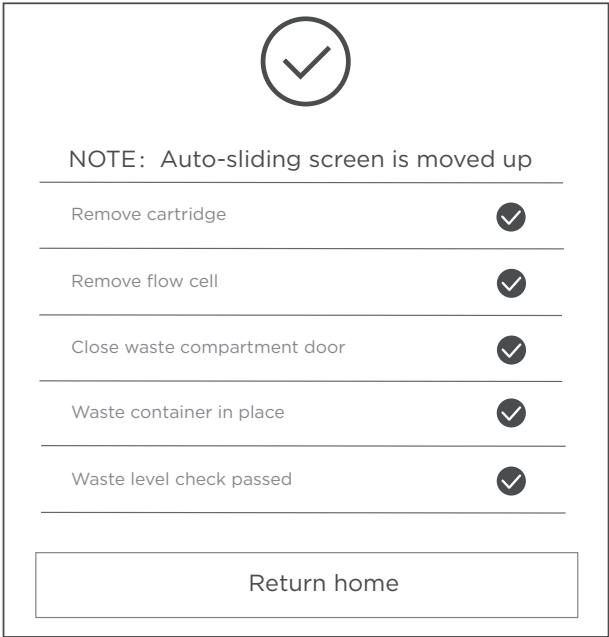 NOTE: Auto-sliding screen is moved up
Remove cartridge
Remove flow cell
Close waste compartment door
Waste container in place
Waste level check passed
Return home